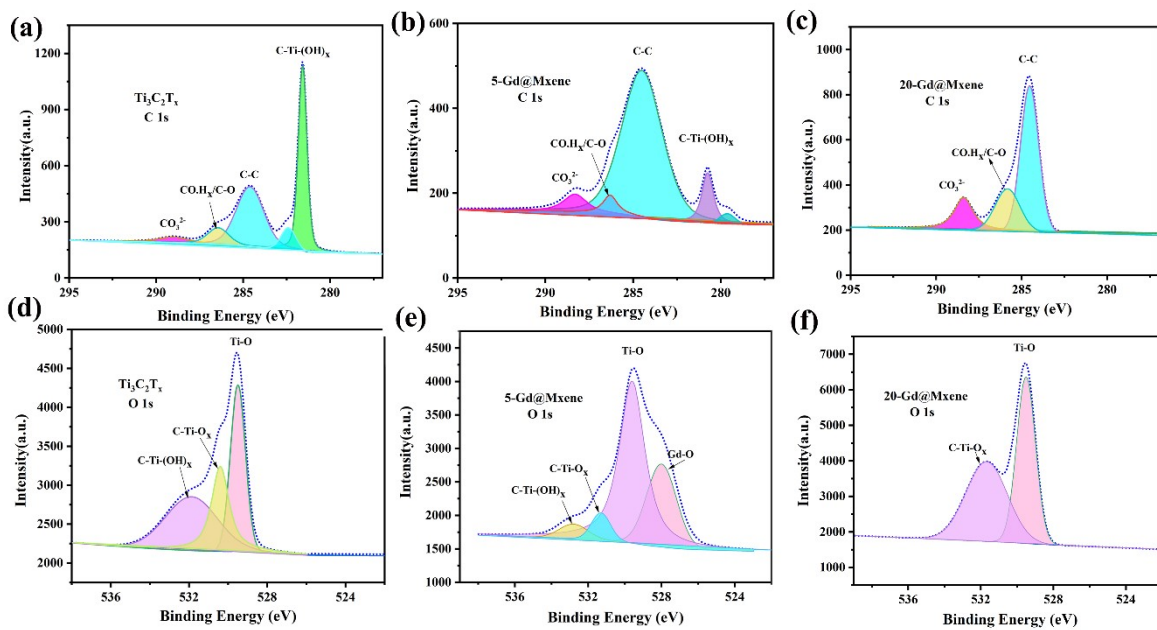 (a)
C-Ti-(OH)x
Ti3C2Tx
C 1s
C-C
CO.Hx/C-O
CO3²⁻
1200
900
600
300
0
295
290
285
280
Intensity(a.u.)
Binding Energy (eV)
(b)
C-C
5-Gd@Mxene
C 1s
C-Ti-(OH)x
CO.Hx/C-O
CO3²⁻
600
400
200
0
295
290
285
280
Intensity(a.u.)
Binding Energy (eV)
(c)
C-C
20-Gd@Mxene
C 1s
CO.Hx/C-O
CO3²⁻
1000
800
600
400
200
0
295
290
285
280
Intensity(a.u.)
Binding Energy (eV)
(d)
Ti-O
Ti3C2Tx
O 1s
C-Ti-Ox
C-Ti-(OH)x
5000
4500
4000
3500
3000
2500
2000
536
532
528
524
Intensity(a.u.)
Binding Energy (eV)
(e)
Ti-O
5-Gd@Mxene
O 1s
Gd-O
C-Ti-Ox
C-Ti-(OH)x
4500
4000
3500
3000
2500
2000
1500
1000
536
532
528
524
Intensity(a.u.)
Binding Energy (eV)
(f)
Ti-O
20-Gd@Mxene
O 1s
C-Ti-Ox
7000
6000
5000
4000
3000
2000
1000
536
532
528
524
Intensity(a.u.)
Binding Energy (eV)